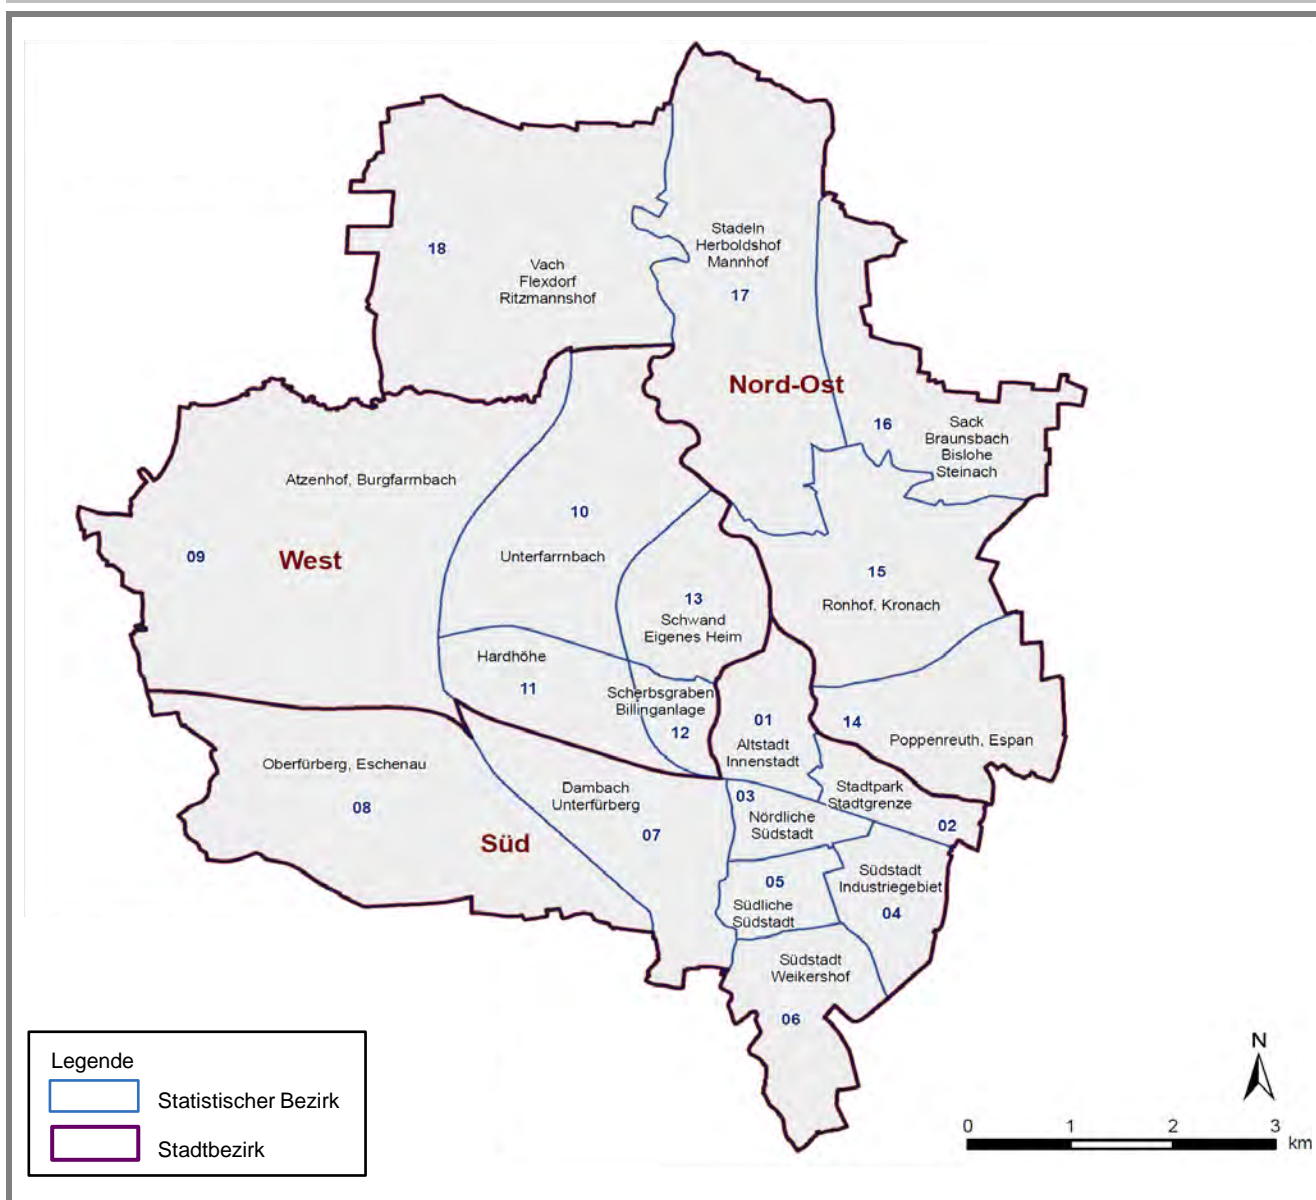 18
Vach
Flexdorf
Ritzmannshof
Stadeln
Herboldshof
Mannhof
17
Nord-Ost
16
Sack
Braunsbach
Bislohe
Steinach
Atzenhof, Burgfarrnbach
09
West
10
Unterfarrnbach
13
Schwand
Eigenes Heim
15
Ronhof, Kronach
Hardhöhe
11
Scherbsgraben
Billinganlage
12
01
Altstadt
Innenstadt
14
Poppenreuth, Espan
Oberfürberg, Eschenau
08
Süd
Dambach
Unterfürberg
07
03
Nördliche
Südstadt
Stadtpark
Stadtgrenze
02
05
Südliche
Südstadt
Südstadt
Industriegebiet
04
Südstadt
Weikershof
06
Legende
Statistischer Bezirk
Stadtbezirk
N
0 1 2 3
km